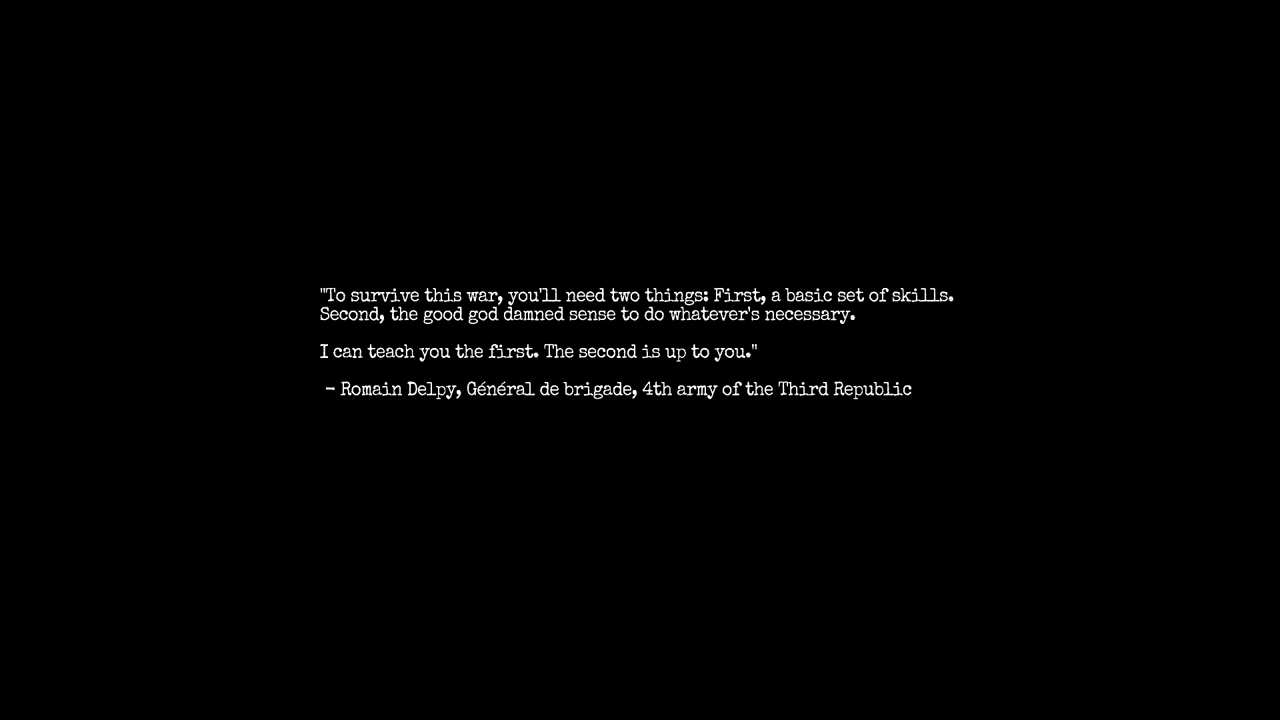 "To survive this war, you'll need two things: First, a basic set of skills.
Second, the good god damned sense to do whatever's necessary.
I can teach you the first. The second is up to you."
- Romain Delpy, Général de brigade, 4th army of the Third Republic